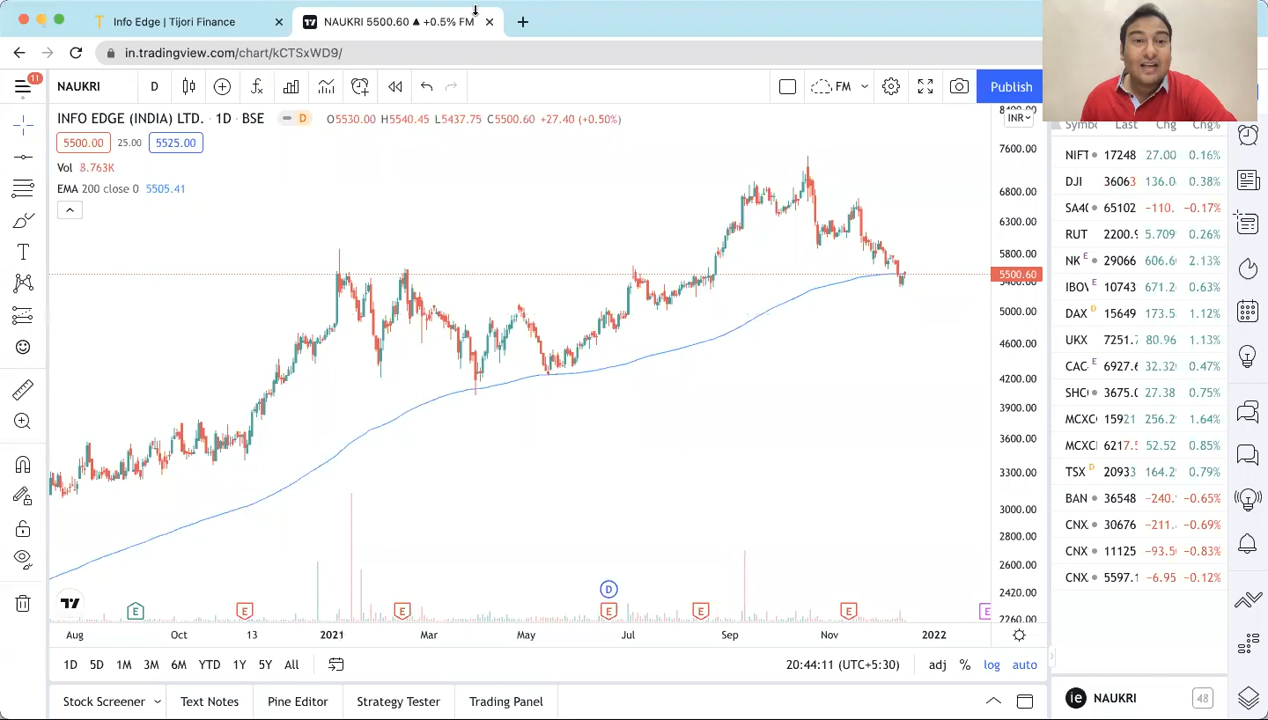 Info Edge | Tijori Finance
NAUKRI 5500.60 ▲ +0.5% FM
in.tradingview.com/chart/kCTSxWD9/
11
NAUKRI D FM Publish
INFO EDGE (INDIA) LTD. · 1D · BSE D O5530.00 H5540.45 L5437.75 C5500.60 +27.40 (+0.50%)
5500.00 25.00 5525.00
Vol 8.763K
EMA 200 close 0 5505.41
INR
8400.00
7600.00
6800.00
6300.00
5800.00
5500.60
5400.00
5000.00
4600.00
4200.00
3900.00
3600.00
3300.00
3000.00
2800.00
2600.00
2420.00
2260.00
D
E E E E E E E
Aug Oct 13 2021 Mar May Jul Sep Nov 2022
1D 5D 1M 3M 6M YTD 1Y 5Y All 20:44:11 (UTC+5:30) adj % log auto
Stock Screener Text Notes Pine Editor Strategy Tester Trading Panel
Symbo Last Chg Chg%
NIFT 17248 27.00 0.16%
DJI 36063 136.0 0.38%
SA40 65102 −110. −0.17%
RUT 2200.9 5.709 0.26%
NK E 29066 606.6 2.13%
IBOV 10743 671.2 0.63%
DAX D 15649 173.5 1.12%
UKX 7251.7 80.96 1.13%
CAC E 6927.6 32.32 0.47%
SHC 3675.0 27.38 0.75%
MCXC 15921 256.2 1.64%
MCXC 6217.5 52.52 0.85%
TSX D 20933 164.2 0.79%
BAN 36548 −240. −0.65%
CNX 30676 −211. −0.69%
CNX 11125 −93.5 −0.83%
CNX 5597.1 −6.95 −0.12%
ie NAUKRI 48